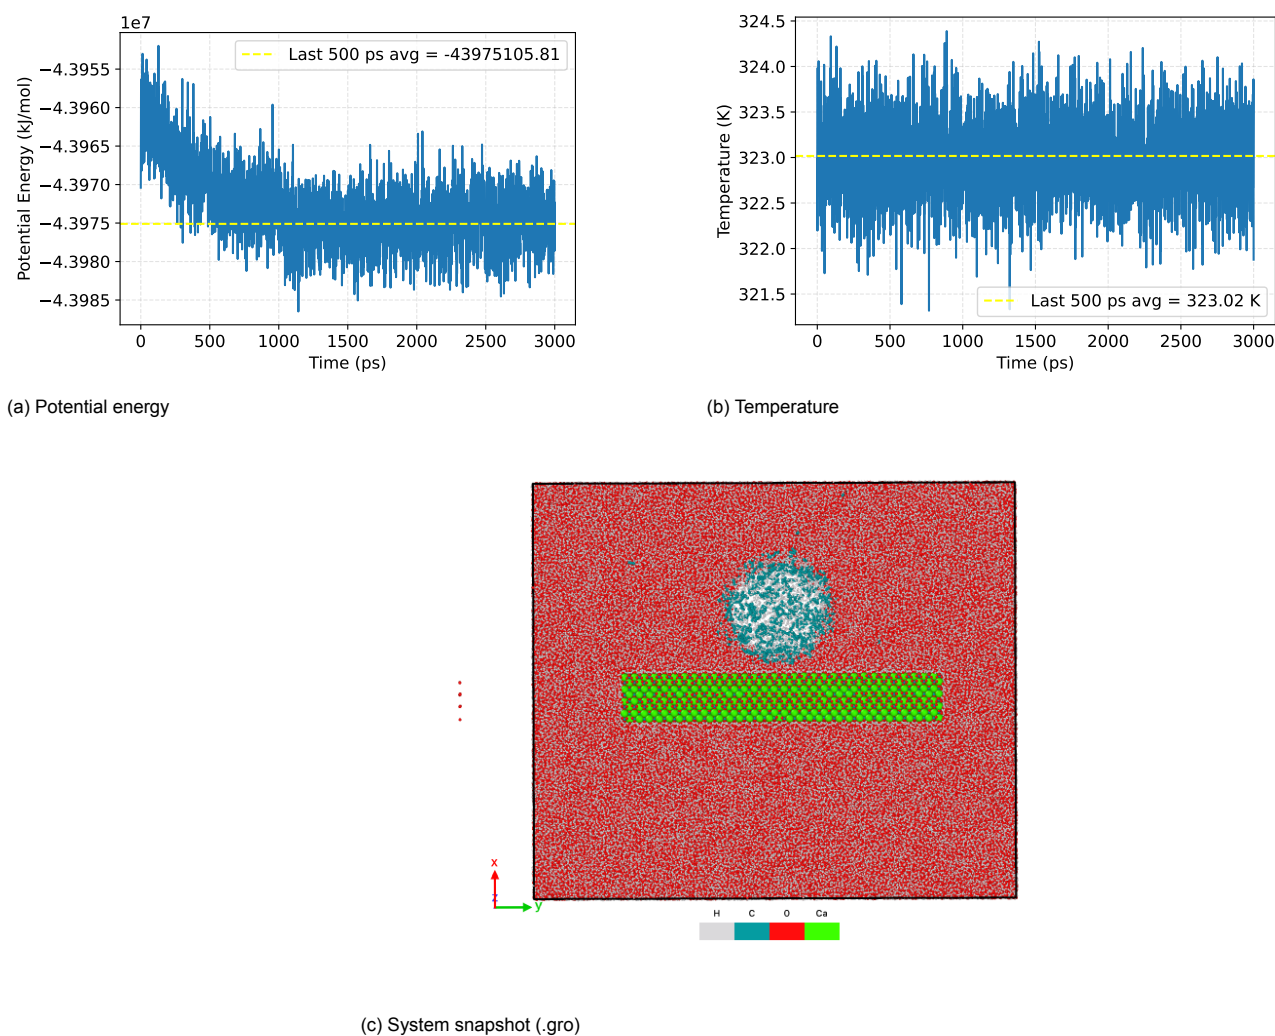 1e7
Last 500 ps avg = -43975105.81
Potential Energy (kJ/mol)
−4.3955
−4.3960
−4.3965
−4.3970
−4.3975
−4.3980
−4.3985
0 500 1000 1500 2000 2500 3000
Time (ps)
(a) Potential energy
Temperature (K)
324.5
324.0
323.5
323.0
322.5
322.0
321.5
Last 500 ps avg = 323.02 K
0 500 1000 1500 2000 2500 3000
Time (ps)
(b) Temperature
x
z
y
H C O Ca
(c) System snapshot (.gro)